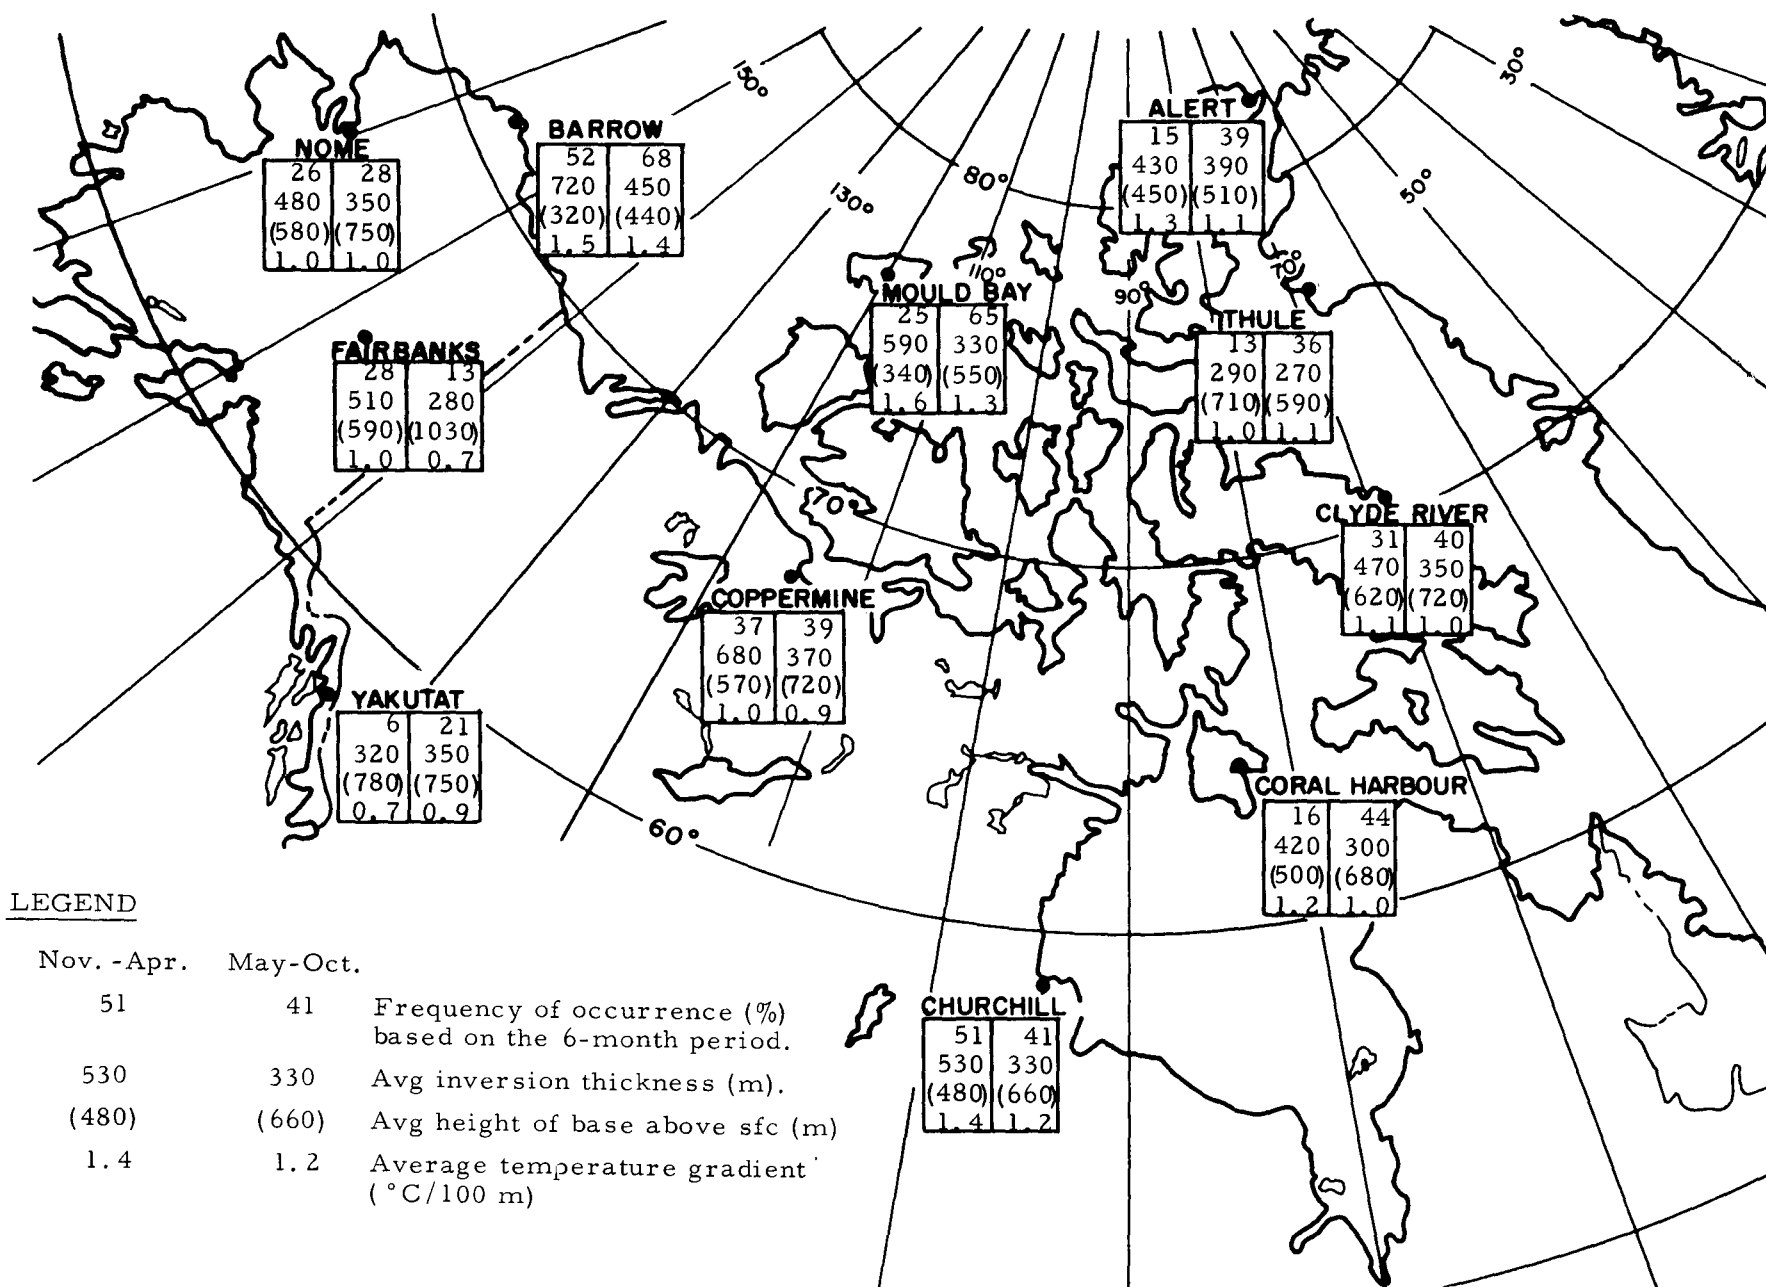 150°
30°
ALERT
15 39
430 390
(450) (510)
1.3 1.1
BARROW
52 68
720 450
(320) (440)
1.5 1.4
NOME
26 28
480 350
(580) (750)
1.0 1.0
80°
130°
50°
110°
90°
70°
MOULD BAY
25 65
590 330
(340) (550)
1.6 1.3
THULE
13 36
290 270
(710) (590)
1.0 1.1
FAIRBANKS
28 13
510 280
(590) (1030)
1.0 0.7
70°
CLYDE RIVER
31 40
470 350
(620) (720)
1.1 1.0
COPPERMINE
37 39
680 370
(570) (720)
1.0 0.9
YAKUTAT
6 21
320 350
(780) (750)
0.7 0.9
60°
CORAL HARBOUR
16 44
420 300
(500) (680)
1.2 1.0
CHURCHILL
51 41
530 330
(480) (660)
1.4 1.2
LEGEND
Nov.-Apr. May-Oct.
51 41 Frequency of occurrence (%)
based on the 6-month period.
530 330 Avg inversion thickness (m).
(480) (660) Avg height of base above sfc (m)
1.4 1.2 Average temperature gradient
(°C/100 m)